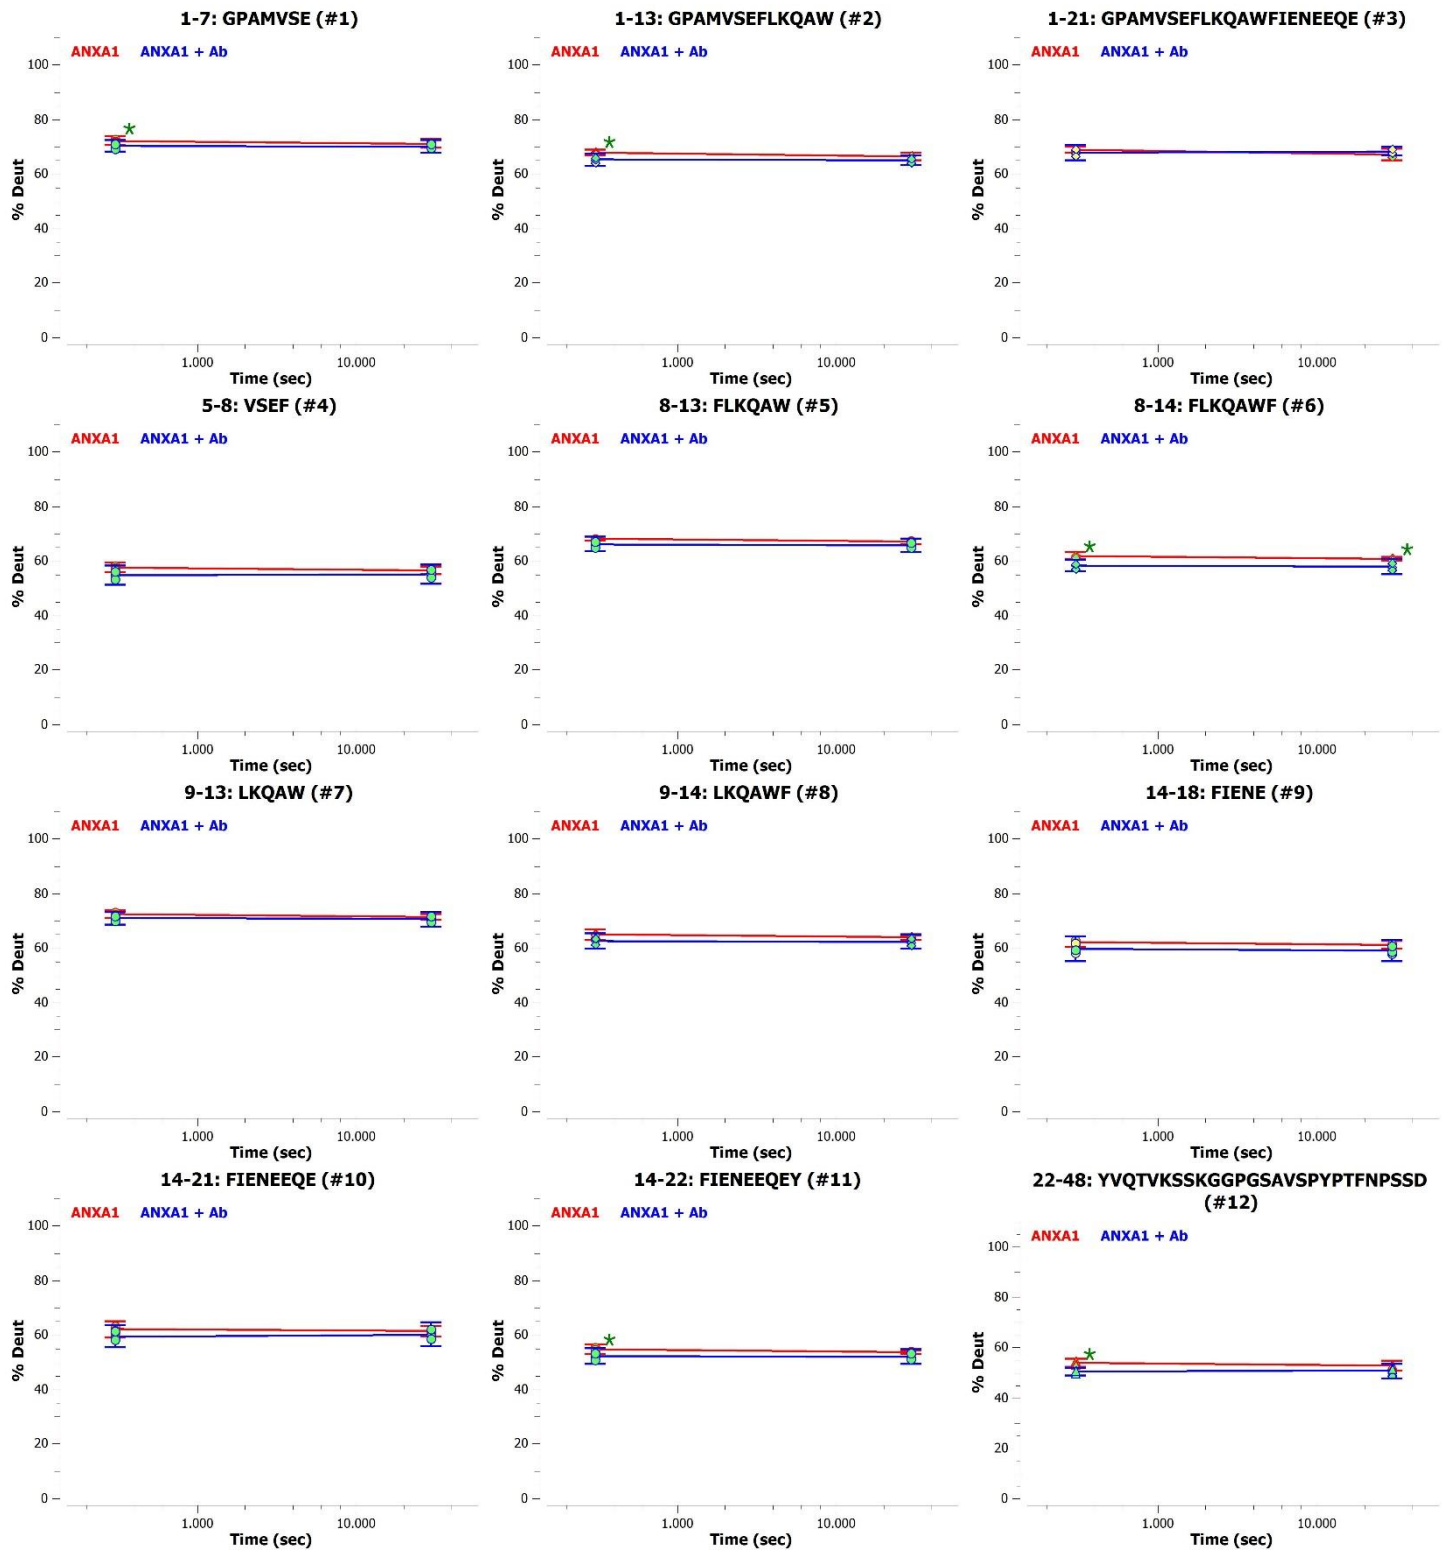 1-7: GPAMVSE (#1)
ANXA1 ANXA1 + Ab
% Deut
100
80
60
40
20
0
1.000 10.000
Time (sec)
1-13: GPAMVSEFLKQAW (#2)
ANXA1 ANXA1 + Ab
% Deut
100
80
60
40
20
0
1.000 10.000
Time (sec)
1-21: GPAMVSEFLKQAWFIENEEQE (#3)
ANXA1 ANXA1 + Ab
% Deut
100
80
60
40
20
0
1.000 10.000
Time (sec)
5-8: VSEF (#4)
ANXA1 ANXA1 + Ab
% Deut
100
80
60
40
20
0
1.000 10.000
Time (sec)
8-13: FLKQAW (#5)
ANXA1 ANXA1 + Ab
% Deut
100
80
60
40
20
0
1.000 10.000
Time (sec)
8-14: FLKQAWF (#6)
ANXA1 ANXA1 + Ab
% Deut
100
80
60
40
20
0
1.000 10.000
Time (sec)
9-13: LKQAW (#7)
ANXA1 ANXA1 + Ab
% Deut
100
80
60
40
20
0
1.000 10.000
Time (sec)
9-14: LKQAWF (#8)
ANXA1 ANXA1 + Ab
% Deut
100
80
60
40
20
0
1.000 10.000
Time (sec)
14-18: FIENE (#9)
ANXA1 ANXA1 + Ab
% Deut
100
80
60
40
20
0
1.000 10.000
Time (sec)
14-21: FIENEEQE (#10)
ANXA1 ANXA1 + Ab
% Deut
100
80
60
40
20
0
1.000 10.000
Time (sec)
14-22: FIENEEQEY (#11)
ANXA1 ANXA1 + Ab
% Deut
100
80
60
40
20
0
1.000 10.000
Time (sec)
22-48: YVQTVKSSKGGPGSAVSPYPTFNPSSD
(#12)
ANXA1 ANXA1 + Ab
% Deut
100
80
60
40
20
0
1.000 10.000
Time (sec)